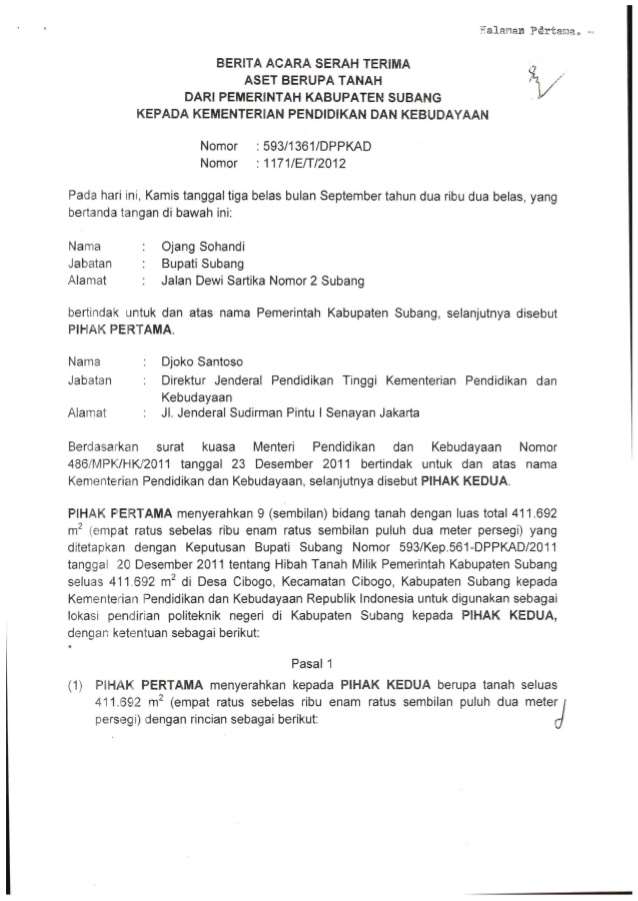 Halaman Pertama. -
BERITA ACARA SERAH TERIMA
ASET BERUPA TANAH
DARI PEMERINTAH KABUPATEN SUBANG
KEPADA KEMENTERIAN PENDIDIKAN DAN KEBUDAYAAN
Nomor : 593/1361/DPPKAD
Nomor : 1171/E/T/2012
Pada hari ini, Kamis tanggal tiga belas bulan September tahun dua ribu dua belas, yang
bertanda tangan di bawah ini:
Nama : Ojang Sohandi
Jabatan : Bupati Subang
Alamat : Jalan Dewi Sartika Nomor 2 Subang
bertindak untuk dan atas nama Pemerintah Kabupaten Subang, selanjutnya disebut
PIHAK PERTAMA.
Nama : Djoko Santoso
Jabatan : Direktur Jenderal Pendidikan Tinggi Kementerian Pendidikan dan
Kebudayaan
Alamat : Jl. Jenderal Sudirman Pintu I Senayan Jakarta
Berdasarkan surat kuasa Menteri Pendidikan dan Kebudayaan Nomor
486/MPK/HK/2011 tanggal 23 Desember 2011 bertindak untuk dan atas nama
Kementerian Pendidikan dan Kebudayaan, selanjutnya disebut PIHAK KEDUA.
PIHAK PERTAMA menyerahkan 9 (sembilan) bidang tanah dengan luas total 411.692
m² (empat ratus sebelas ribu enam ratus sembilan puluh dua meter persegi) yang
ditetapkan dengan Keputusan Bupati Subang Nomor 593/Kep.561-DPPKAD/2011
tanggal 20 Desember 2011 tentang Hibah Tanah Milik Pemerintah Kabupaten Subang
seluas 411.692 m² di Desa Cibogo, Kecamatan Cibogo, Kabupaten Subang kepada
Kementerian Pendidikan dan Kebudayaan Republik Indonesia untuk digunakan sebagai
lokasi pendirian politeknik negeri di Kabupaten Subang kepada PIHAK KEDUA,
dengan ketentuan sebagai berikut:
Pasal 1
(1) PIHAK PERTAMA menyerahkan kepada PIHAK KEDUA berupa tanah seluas
411.692 m² (empat ratus sebelas ribu enam ratus sembilan puluh dua meter
persegi) dengan rincian sebagai berikut: